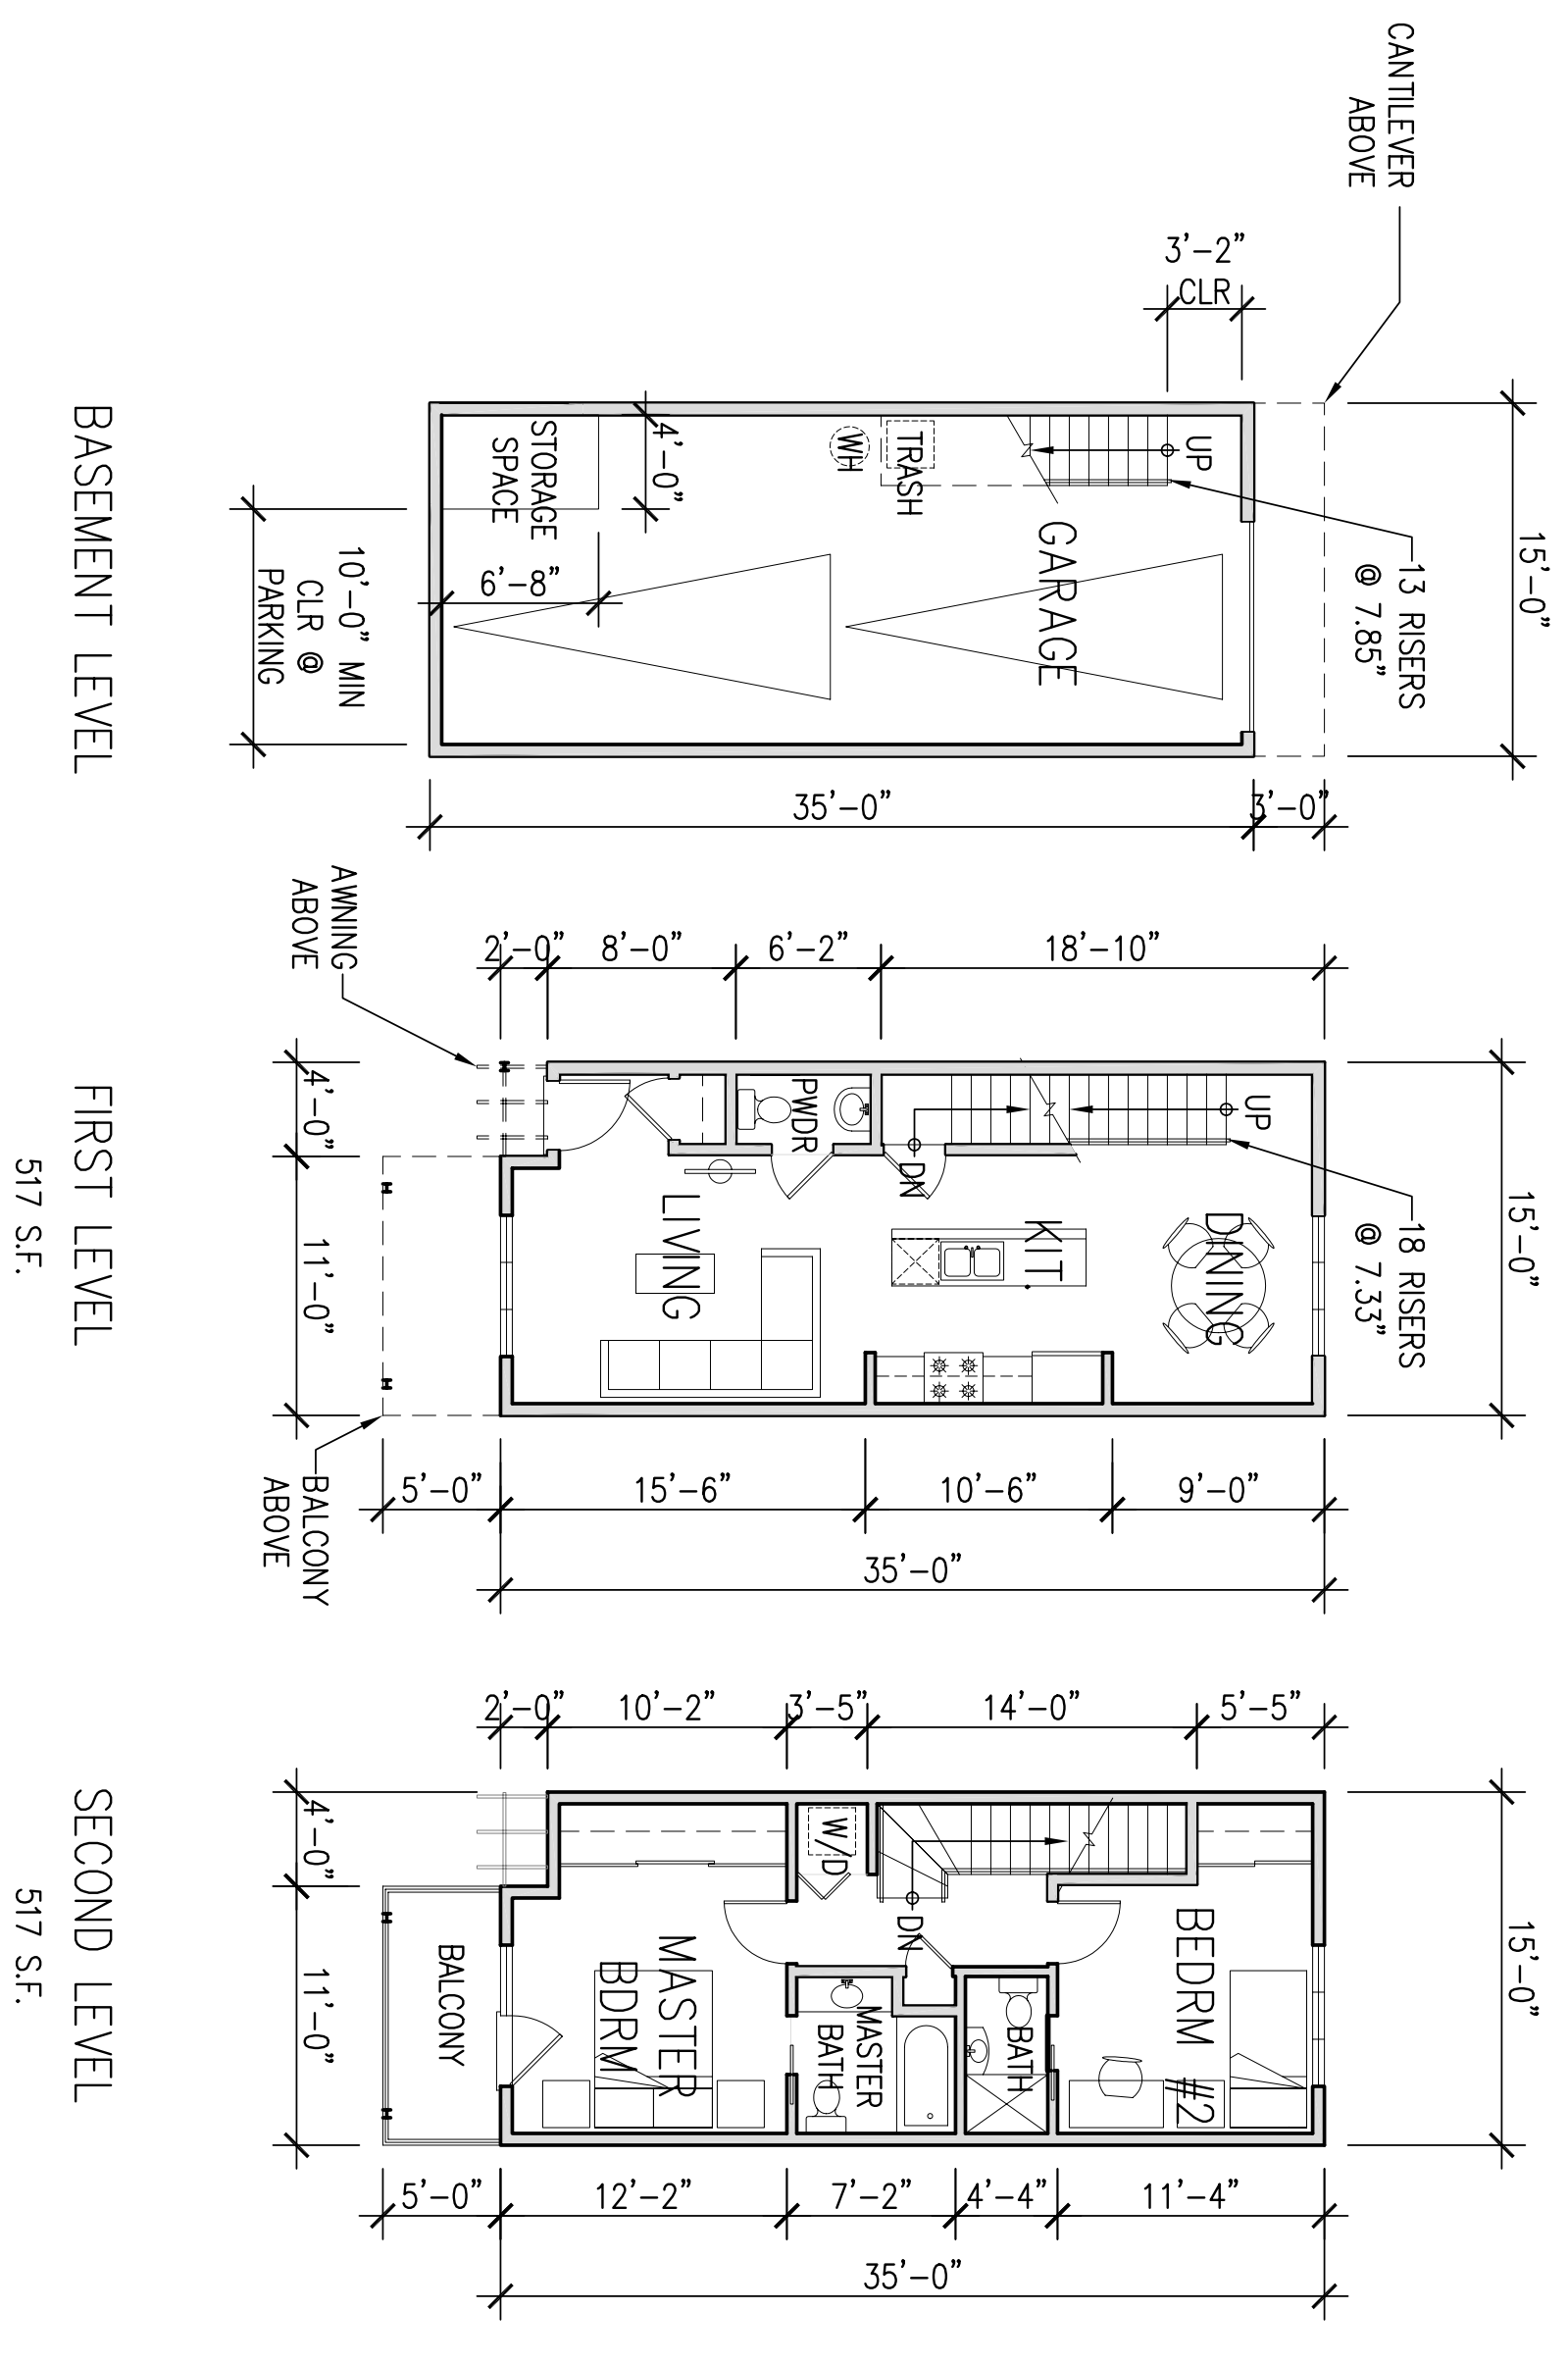 CANTILEVER
ABOVE
3'-2"
CLR
15'-0"
13 RISERS
@ 7.85"
UP
TRASH
WH
GARAGE
STORAGE
SPACE
4'-0"
6'-8"
10'-0" MIN
CLR @
PARKING
35'-0"
3'-0"
BASEMENT LEVEL
AWNING
ABOVE
2'-0"
8'-0"
6'-2"
18'-10"
4'-0"
11'-0"
15'-0"
18 RISERS
@ 7.33"
UP
PWDR
DN
LIVING
KIT.
DINING
BALCONY
ABOVE
5'-0"
15'-6"
10'-6"
9'-0"
35'-0"
FIRST LEVEL
517 S.F.
2'-0"
10'-2"
3'-5"
14'-0"
5'-5"
4'-0"
11'-0"
15'-0"
W/D
DN
BALCONY
MASTER
BDRM
MASTER
BATH
BATH
BEDRM #2
5'-0"
12'-2"
7'-2"
4'-4"
11'-4"
35'-0"
SECOND LEVEL
517 S.F.